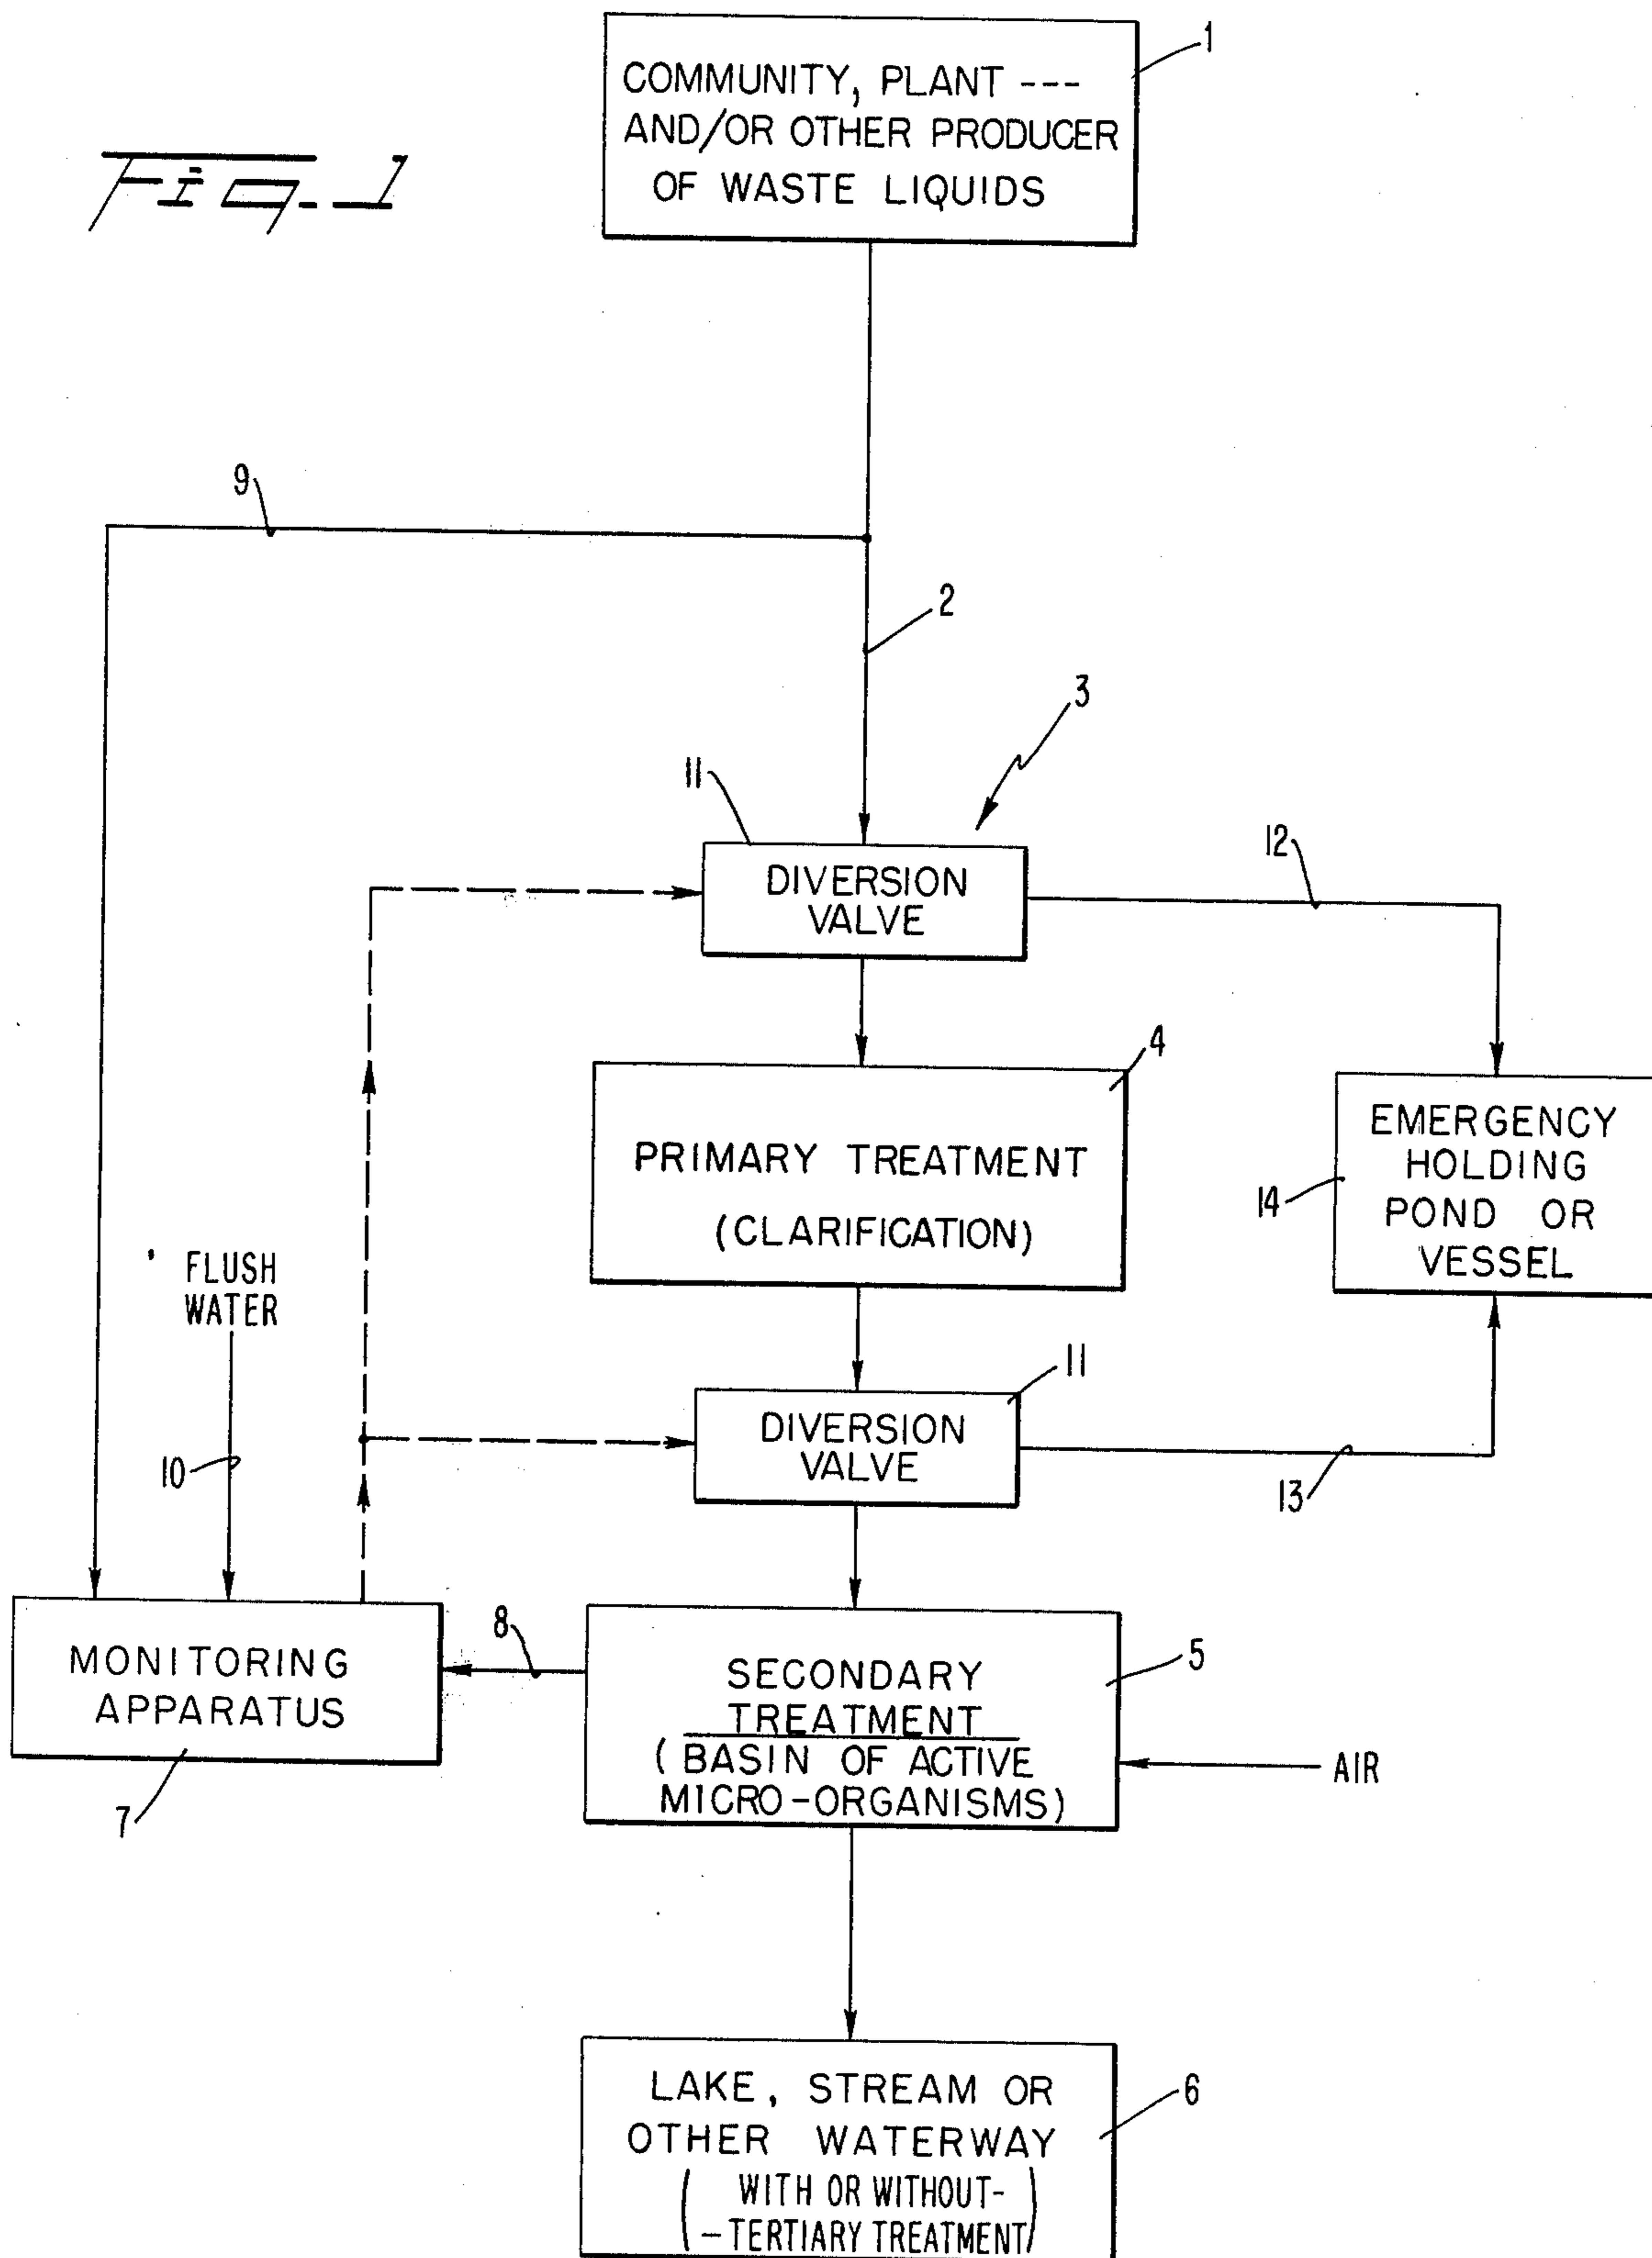 Fig. 1
1
COMMUNITY, PLANT ---
AND/OR OTHER PRODUCER
OF WASTE LIQUIDS
9
2
3
11
DIVERSION
VALVE
12
4
PRIMARY TREATMENT
(CLARIFICATION)
EMERGENCY
HOLDING
POND OR
VESSEL
14
FLUSH
WATER
10
11
DIVERSION
VALVE
13
MONITORING
APPARATUS
7
8
SECONDARY
TREATMENT
(BASIN OF ACTIVE
MICRO-ORGANISMS)
5
AIR
LAKE, STREAM OR
OTHER WATERWAY
(WITH OR WITHOUT-
-TERTIARY TREATMENT)
6